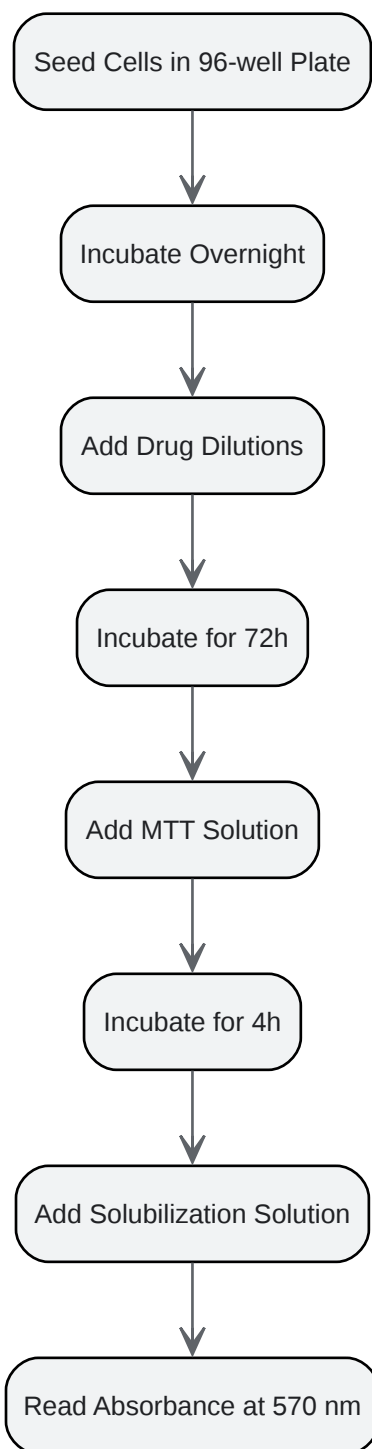 Seed Cells in 96-well Plate
Incubate Overnight
Add Drug Dilutions
Incubate for 72h
Add MTT Solution
Incubate for 4h
Add Solubilization Solution
Read Absorbance at 570 nm